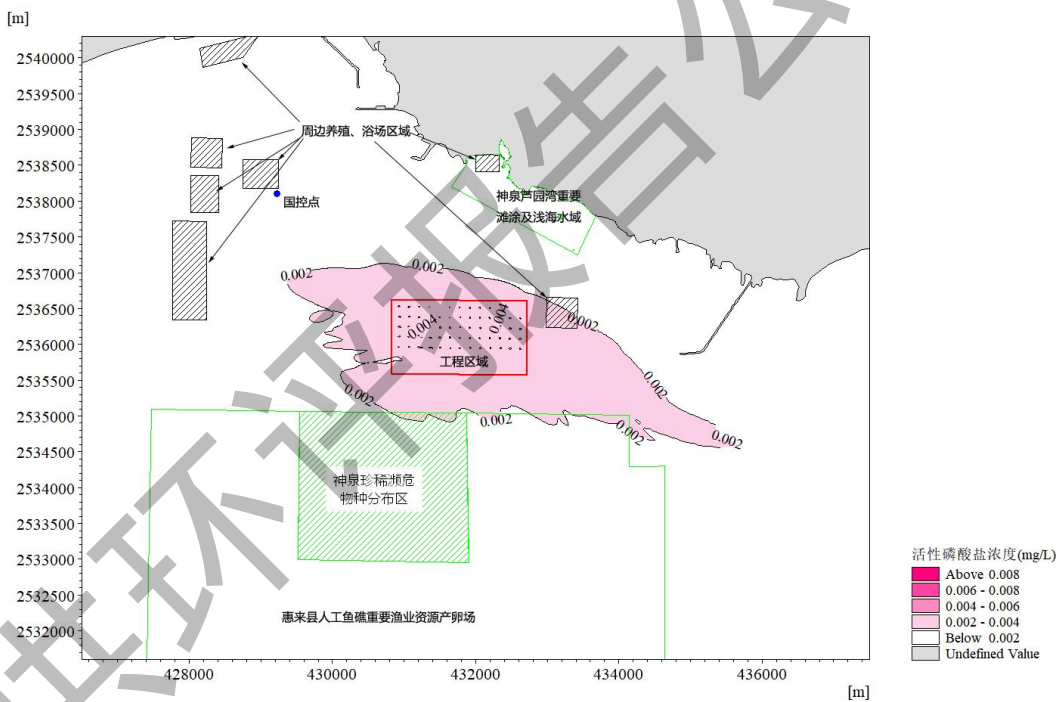 [m]
2540000
2539500
2539000
2538500
2538000
2537500
2537000
2536500
2536000
2535500
2535000
2534500
2534000
2533500
2533000
2532500
2532000
周边养殖、浴场区域
国控点
神泉芦园湾重要
滩涂及浅海水域
0.002
0.002
0.002
0.004
0.004
工程区域
0.002
0.002
0.002
0.002
0.002
神泉珍稀濒危
物种分布区
惠来县人工鱼礁重要渔业资源产卵场
428000
430000
432000
434000
436000
[m]
活性磷酸盐浓度(mg/L)
Above 0.008
0.006 - 0.008
0.004 - 0.006
0.002 - 0.004
Below 0.002
Undefined Value
环评报告公